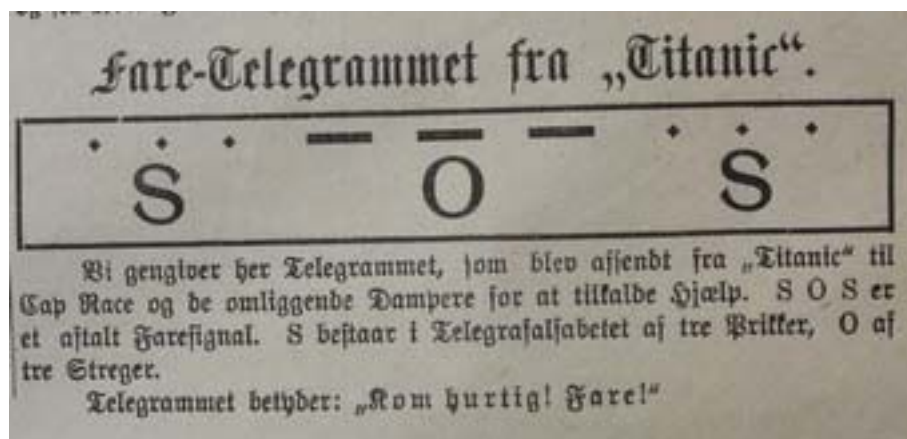 Fare-Telegrammet fra „Titanic“.
· · · — — — · · ·
S O S
Vi gengiver her Telegrammet, som blev afsendt fra „Titanic“ til
Cap Race og de omliggende Dampere for at tilkalde Hjælp. S O S er
et aftalt Faresignal. S bestaar i Telegrafalfabetet af tre Prikker, O af
tre Streger.
Telegrammet betyder: „Kom hurtig! Fare!“